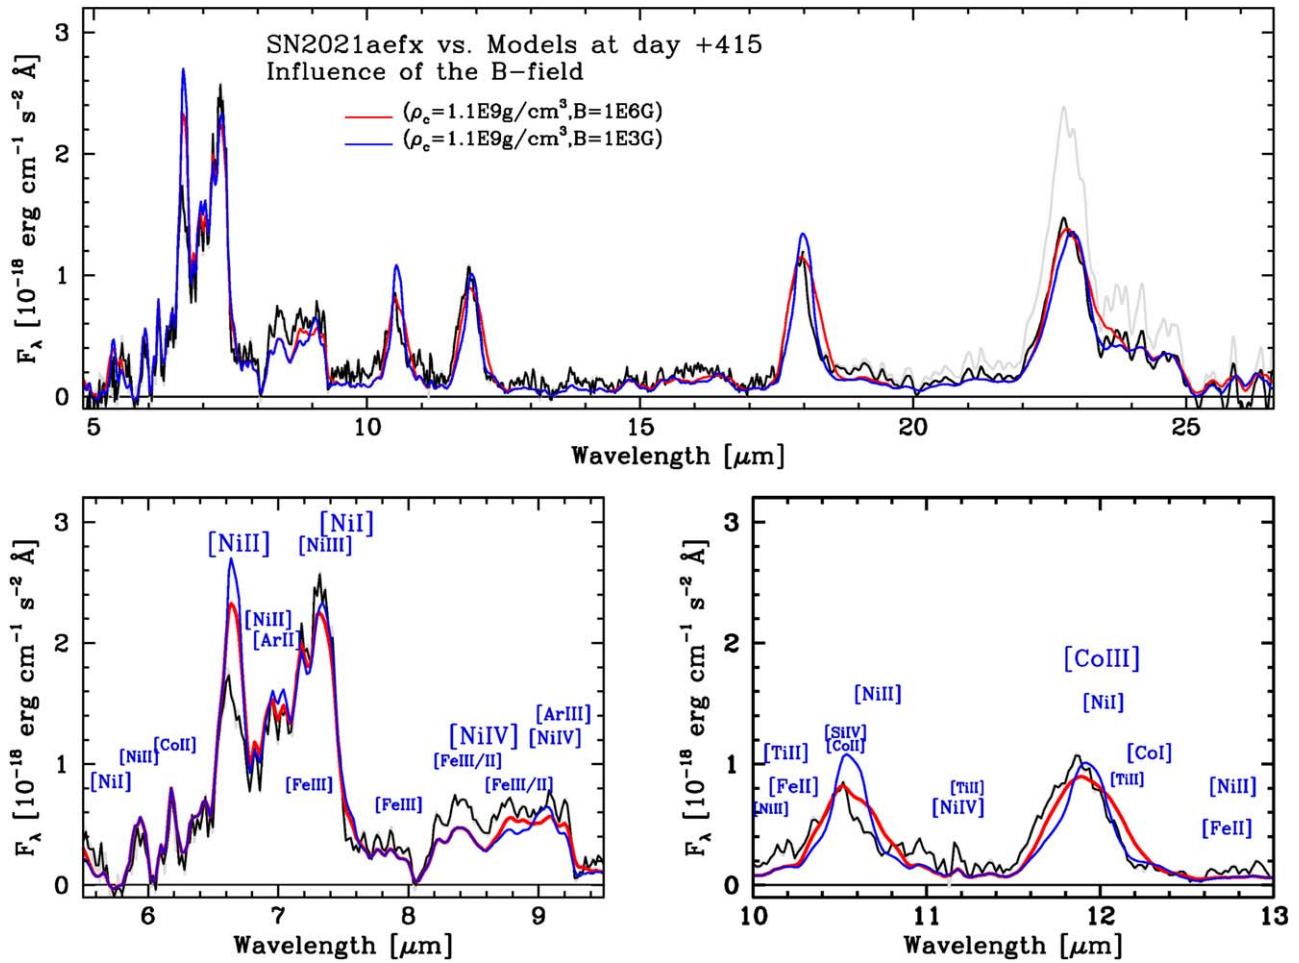 SN2021aefx vs. Models at day +415
Influence of the B-field
(ρc=1.1E9g/cm³,B=1E6G)
(ρc=1.1E9g/cm³,B=1E3G)
Fλ [10⁻¹⁸ erg cm⁻¹ s⁻² Å]
3
2
1
0
5 10 15 20 25
Wavelength [μm]
Fλ [10⁻¹⁸ erg cm⁻¹ s⁻² Å]
3
2
1
0
[NiII]
[NiI]
[NiIII]
[NiII]
[ArII]
[ArIII]
[NiIV]
[NiIV]
[NiII]
[CoII]
[FeIII/II]
[NiI]
[FeIII]
[FeIII/II]
[FeIII]
6 7 8 9
Wavelength [μm]
Fλ [10⁻¹⁸ erg cm⁻¹ s⁻² Å]
3
2
1
0
[CoIII]
[NiII]
[NiI]
[SiIV]
[CoII]
[TiII]
[CoI]
[FeII]
[TiII]
[TiII]
[NiII]
[NiII]
[NiIV]
[FeII]
10 11 12 13
Wavelength [μm]